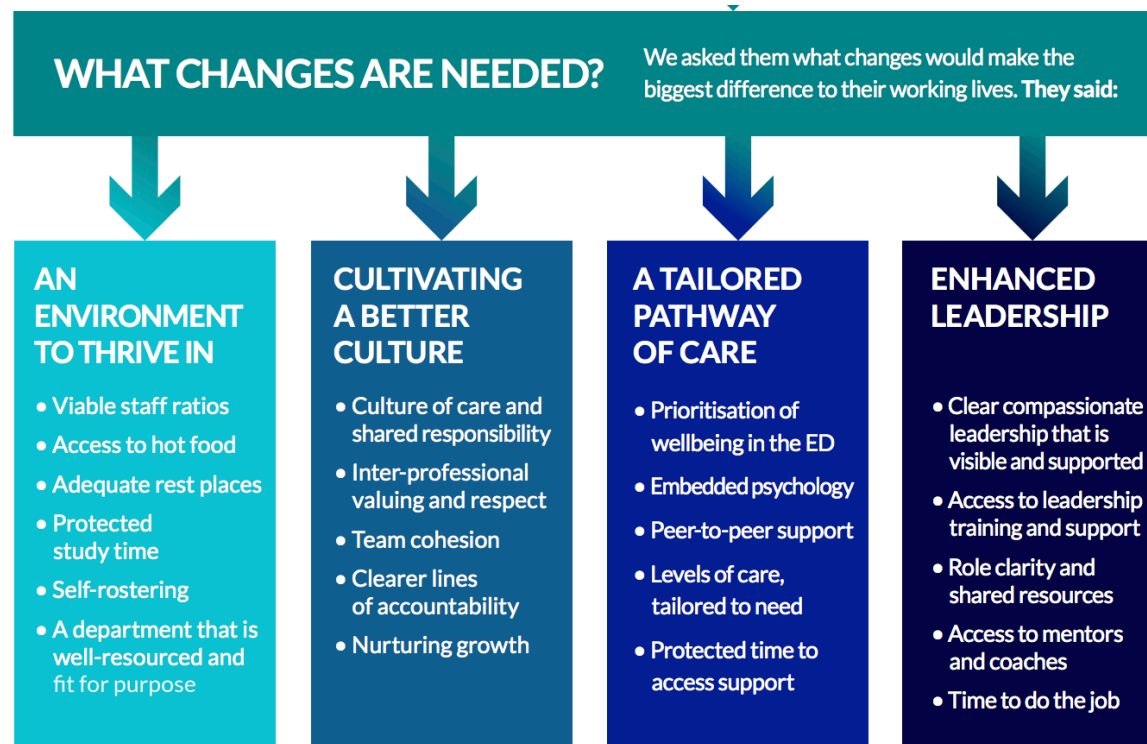 WHAT CHANGES ARE NEEDED?
We asked them what changes would make the
biggest difference to their working lives. They said:
AN
ENVIRONMENT
TO THRIVE IN
• Viable staff ratios
• Access to hot food
• Adequate rest places
• Protected
study time
• Self-rostering
• A department that is
well-resourced and
fit for purpose
CULTIVATING
A BETTER
CULTURE
• Culture of care and
shared responsibility
• Inter-professional
valuing and respect
• Team cohesion
• Clearer lines
of accountability
• Nurturing growth
A TAILORED
PATHWAY
OF CARE
• Prioritisation of
wellbeing in the ED
• Embedded psychology
• Peer-to-peer support
• Levels of care,
tailored to need
• Protected time to
access support
ENHANCED
LEADERSHIP
• Clear compassionate
leadership that is
visible and supported
• Access to leadership
training and support
• Role clarity and
shared resources
• Access to mentors
and coaches
• Time to do the job